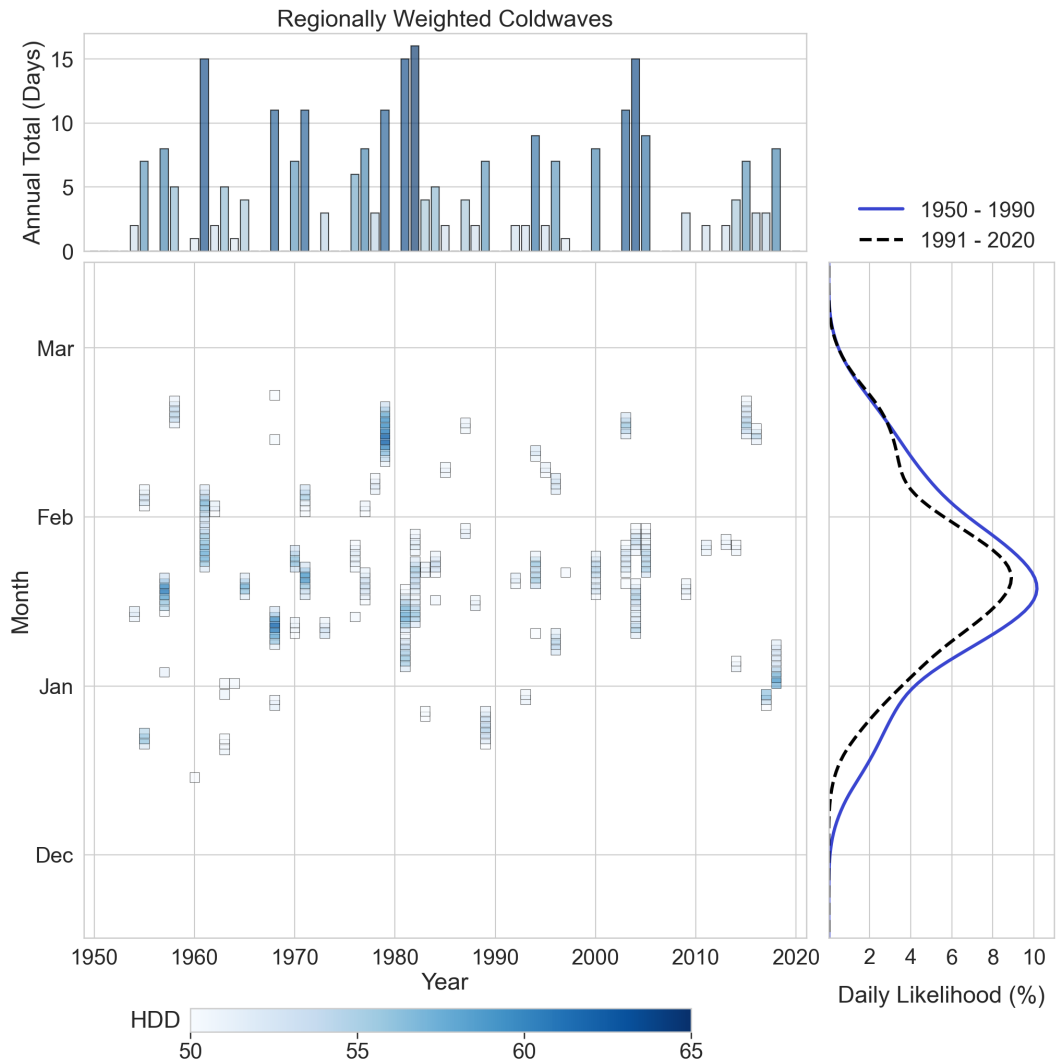 Regionally Weighted Coldwaves
Annual Total (Days)
15
10
5
0
1950 - 1990
1991 - 2020
Month
Mar
Feb
Jan
Dec
1950 1960 1970 1980 1990 2000 2010 2020
Year
2 4 6 8 10
Daily Likelihood (%)
HDD
50 55 60 65